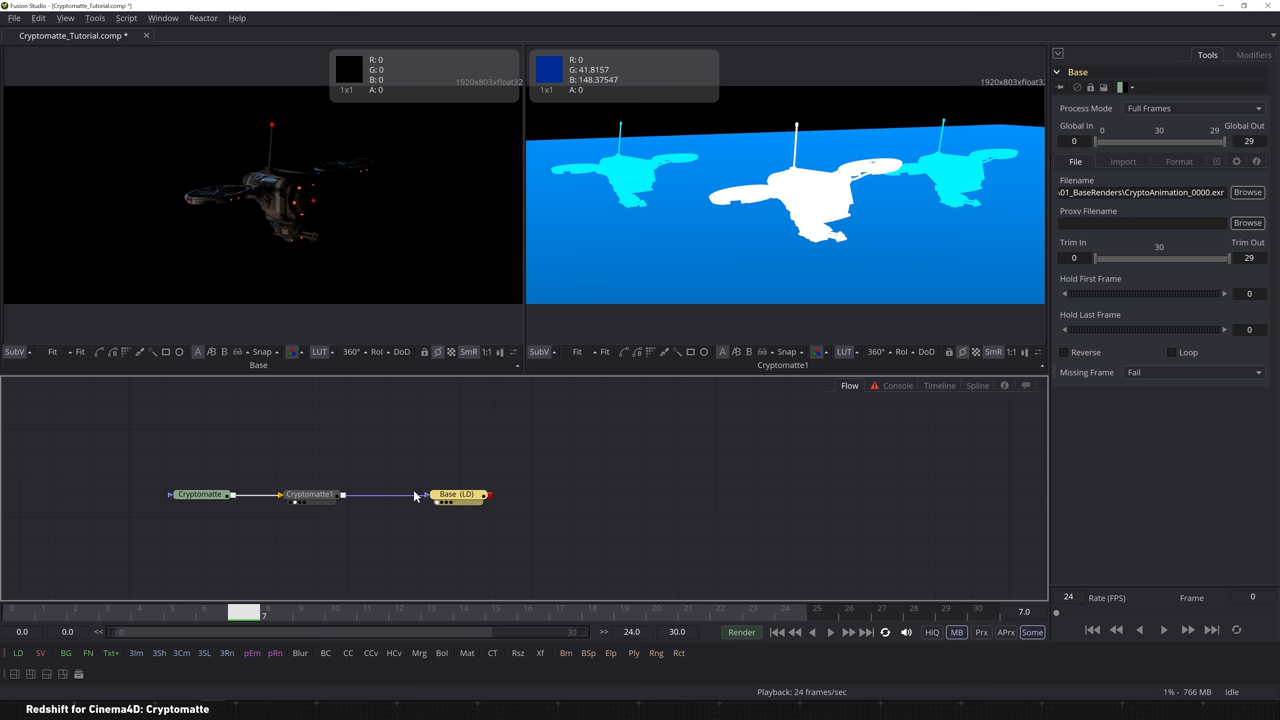 Fusion Studio - [Cryptomatte_Tutorial.comp *]
File Edit View Tools Script Window Reactor Help
Cryptomatte_Tutorial.comp *
R: 0
G: 0
B: 0
A: 0
1x1
1920x803xfloat32
R: 0
G: 41.8157
B: 148.37547
A: 0
1x1
1920x803xfloat32
SubV Fit Fit A B Snap LUT 360° RoI DoD SmR 1:1
Base
SubV Fit Fit A B Snap LUT 360° RoI DoD SmR 1:1
Cryptomatte1
Tools Modifiers
Base
Process Mode Full Frames
Global In 0 30 29 Global Out
0 29
File Import Format
Filename
\01_BaseRenders\CryptoAnimation_0000.exr Browse
Proxy Filename
Browse
Trim In 30 Trim Out
0 29
Hold First Frame
0
Hold Last Frame
0
Reverse Loop
Missing Frame Fail
Flow Console Timeline Spline
Cryptomatte Cryptomatte1 Base (LD)
0 1 2 3 4 5 6 7 8 9 10 11 12 13 14 15 16 17 18 19 20 21 22 23 24 25 26 27 28 29 30 7.0
0.0 0.0 << 0 30 >> 24.0 30.0 Render HiQ MB Prx APrx Some
24 Rate (FPS) Frame 0
LD SV BG FN Txt+ 3Im 3Sh 3Cm 3SL 3Rn pEm pRn Blur BC CC CCv HCv Mrg Bol Mat CT Rsz Xf Bm BSp Elp Ply Rng Rct
Playback: 24 frames/sec 1% - 766 MB Idle
Redshift for Cinema4D: Cryptomatte